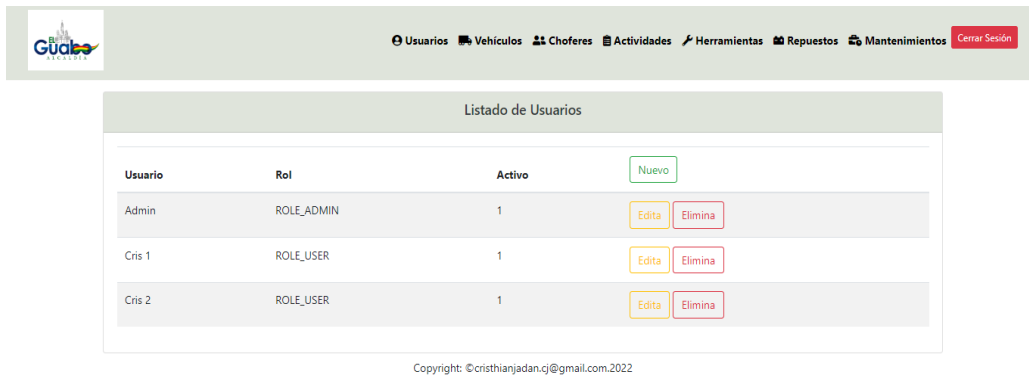 EL
Guabo
ALCALDÍA
Usuarios Vehículos Choferes Actividades Herramientas Repuestos Mantenimientos Cerrar Sesión
Listado de Usuarios
Usuario Rol Activo Nuevo
Admin ROLE_ADMIN 1 Edita Elimina
Cris 1 ROLE_USER 1 Edita Elimina
Cris 2 ROLE_USER 1 Edita Elimina
Copyright: ©cristhianjadan.cj@gmail.com.2022